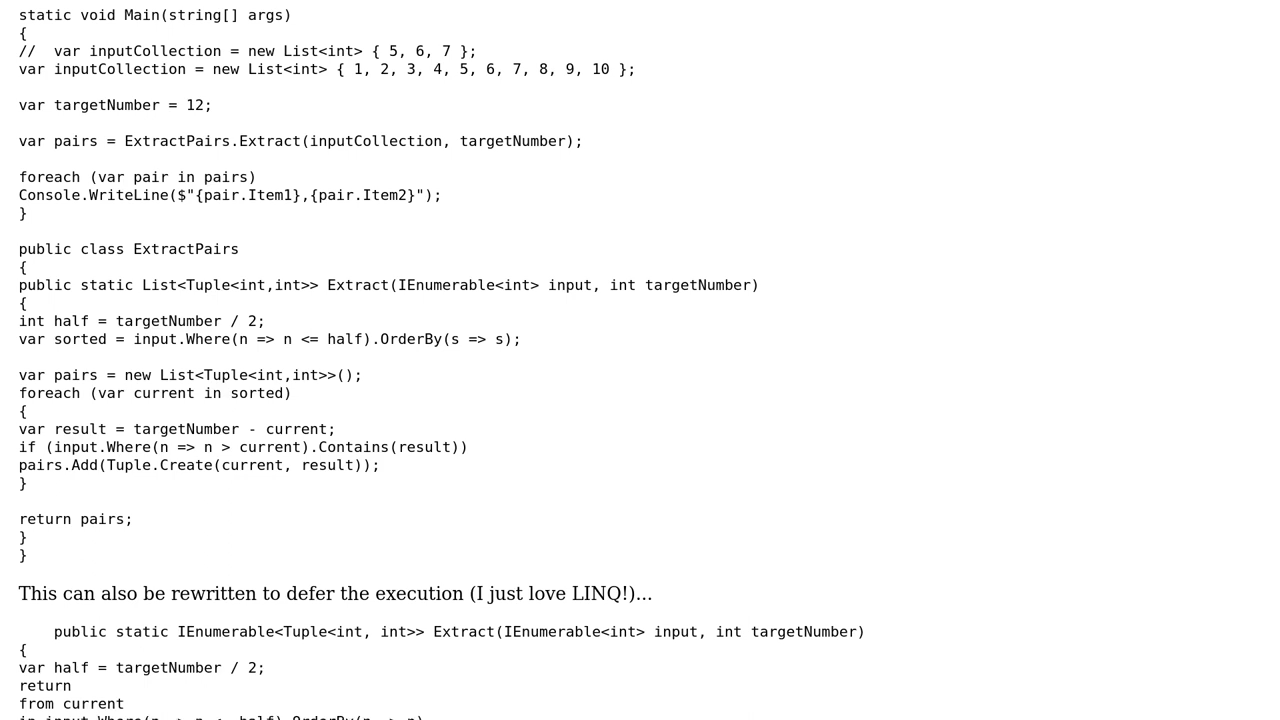 static void Main(string[] args)
{
//  var inputCollection = new List<int> { 5, 6, 7 };
var inputCollection = new List<int> { 1, 2, 3, 4, 5, 6, 7, 8, 9, 10 };

var targetNumber = 12;

var pairs = ExtractPairs.Extract(inputCollection, targetNumber);

foreach (var pair in pairs)
Console.WriteLine($"{pair.Item1},{pair.Item2}");
}

public class ExtractPairs
{
public static List<Tuple<int,int>> Extract(IEnumerable<int> input, int targetNumber)
{
int half = targetNumber / 2;
var sorted = input.Where(n => n <= half).OrderBy(s => s);

var pairs = new List<Tuple<int,int>>();
foreach (var current in sorted)
{
var result = targetNumber - current;
if (input.Where(n => n > current).Contains(result))
pairs.Add(Tuple.Create(current, result));
}

return pairs;
}
}

This can also be rewritten to defer the execution (I just love LINQ!)...

    public static IEnumerable<Tuple<int, int>> Extract(IEnumerable<int> input, int targetNumber)
{
var half = targetNumber / 2;
return
from current
in input.Where(n => n <= half).OrderBy(n => n)